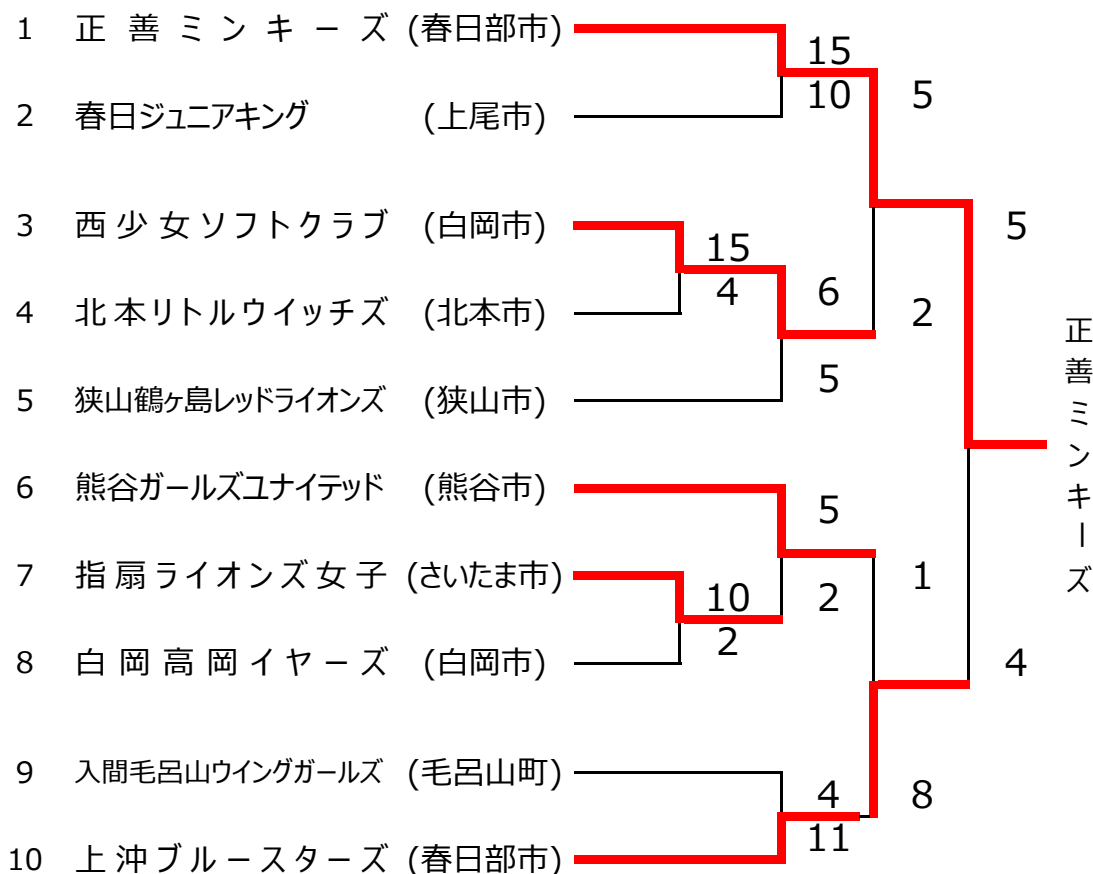 1 正善ミンキーズ (春日部市)
15
10
5
2 春日ジュニアキング (上尾市)
3 西少女ソフトクラブ (白岡市)
5
15
4
6
2
4 北本リトルウイッチズ (北本市)
5
5 狭山鶴ヶ島レッドライオンズ (狭山市)
正善ミンキーズ
6 熊谷ガールズユナイテッド (熊谷市)
5
7 指扇ライオンズ女子 (さいたま市)
10
2
2
1
8 白岡高岡イヤーズ (白岡市)
4
9 入間毛呂山ウイングガールズ (毛呂山町)
4
11
8
10 上沖ブルースターズ (春日部市)